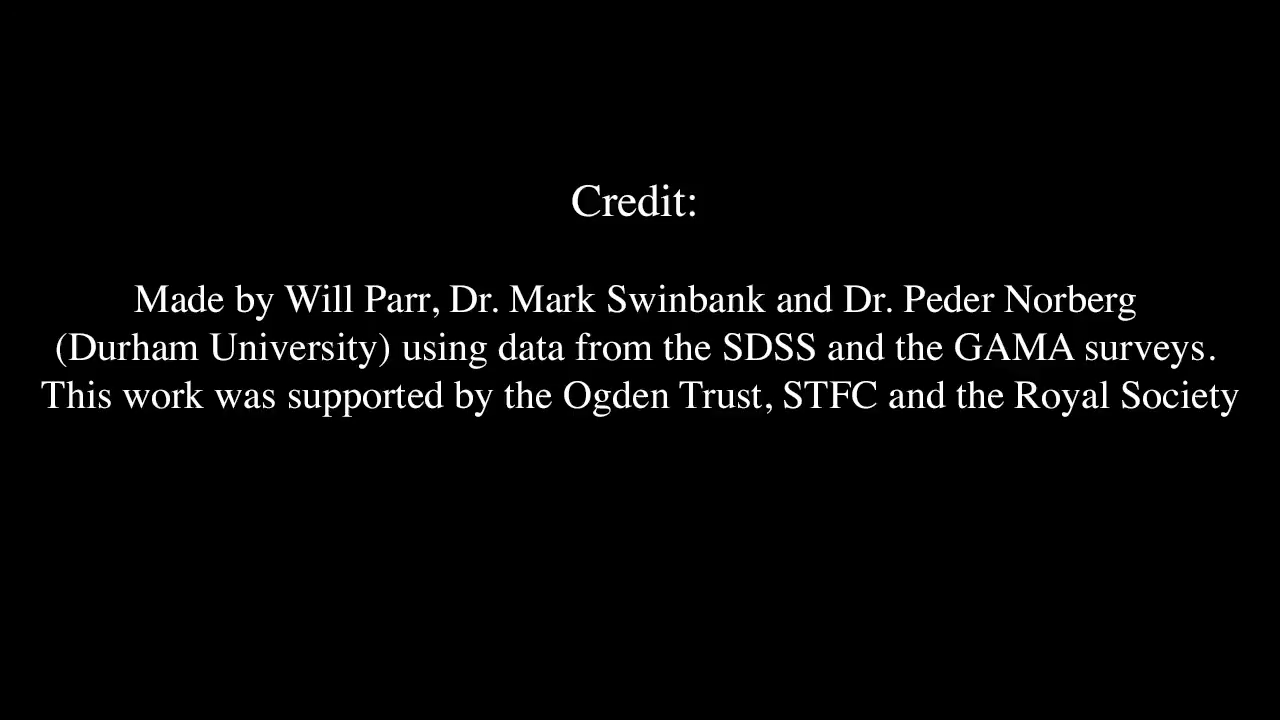 Credit:
Made by Will Parr, Dr. Mark Swinbank and Dr. Peder Norberg
(Durham University) using data from the SDSS and the GAMA surveys.
This work was supported by the Ogden Trust, STFC and the Royal Society